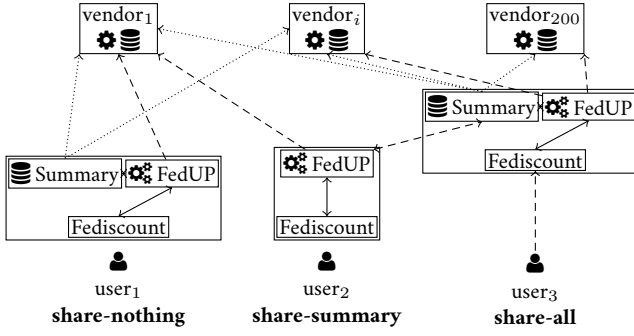 vendor₁ vendorᵢ vendor₂₀₀
Summary FedUP
Fediscount
Summary FedUP
Fediscount
FedUP
Fediscount
user₁ user₂ user₃
share-nothing share-summary share-all